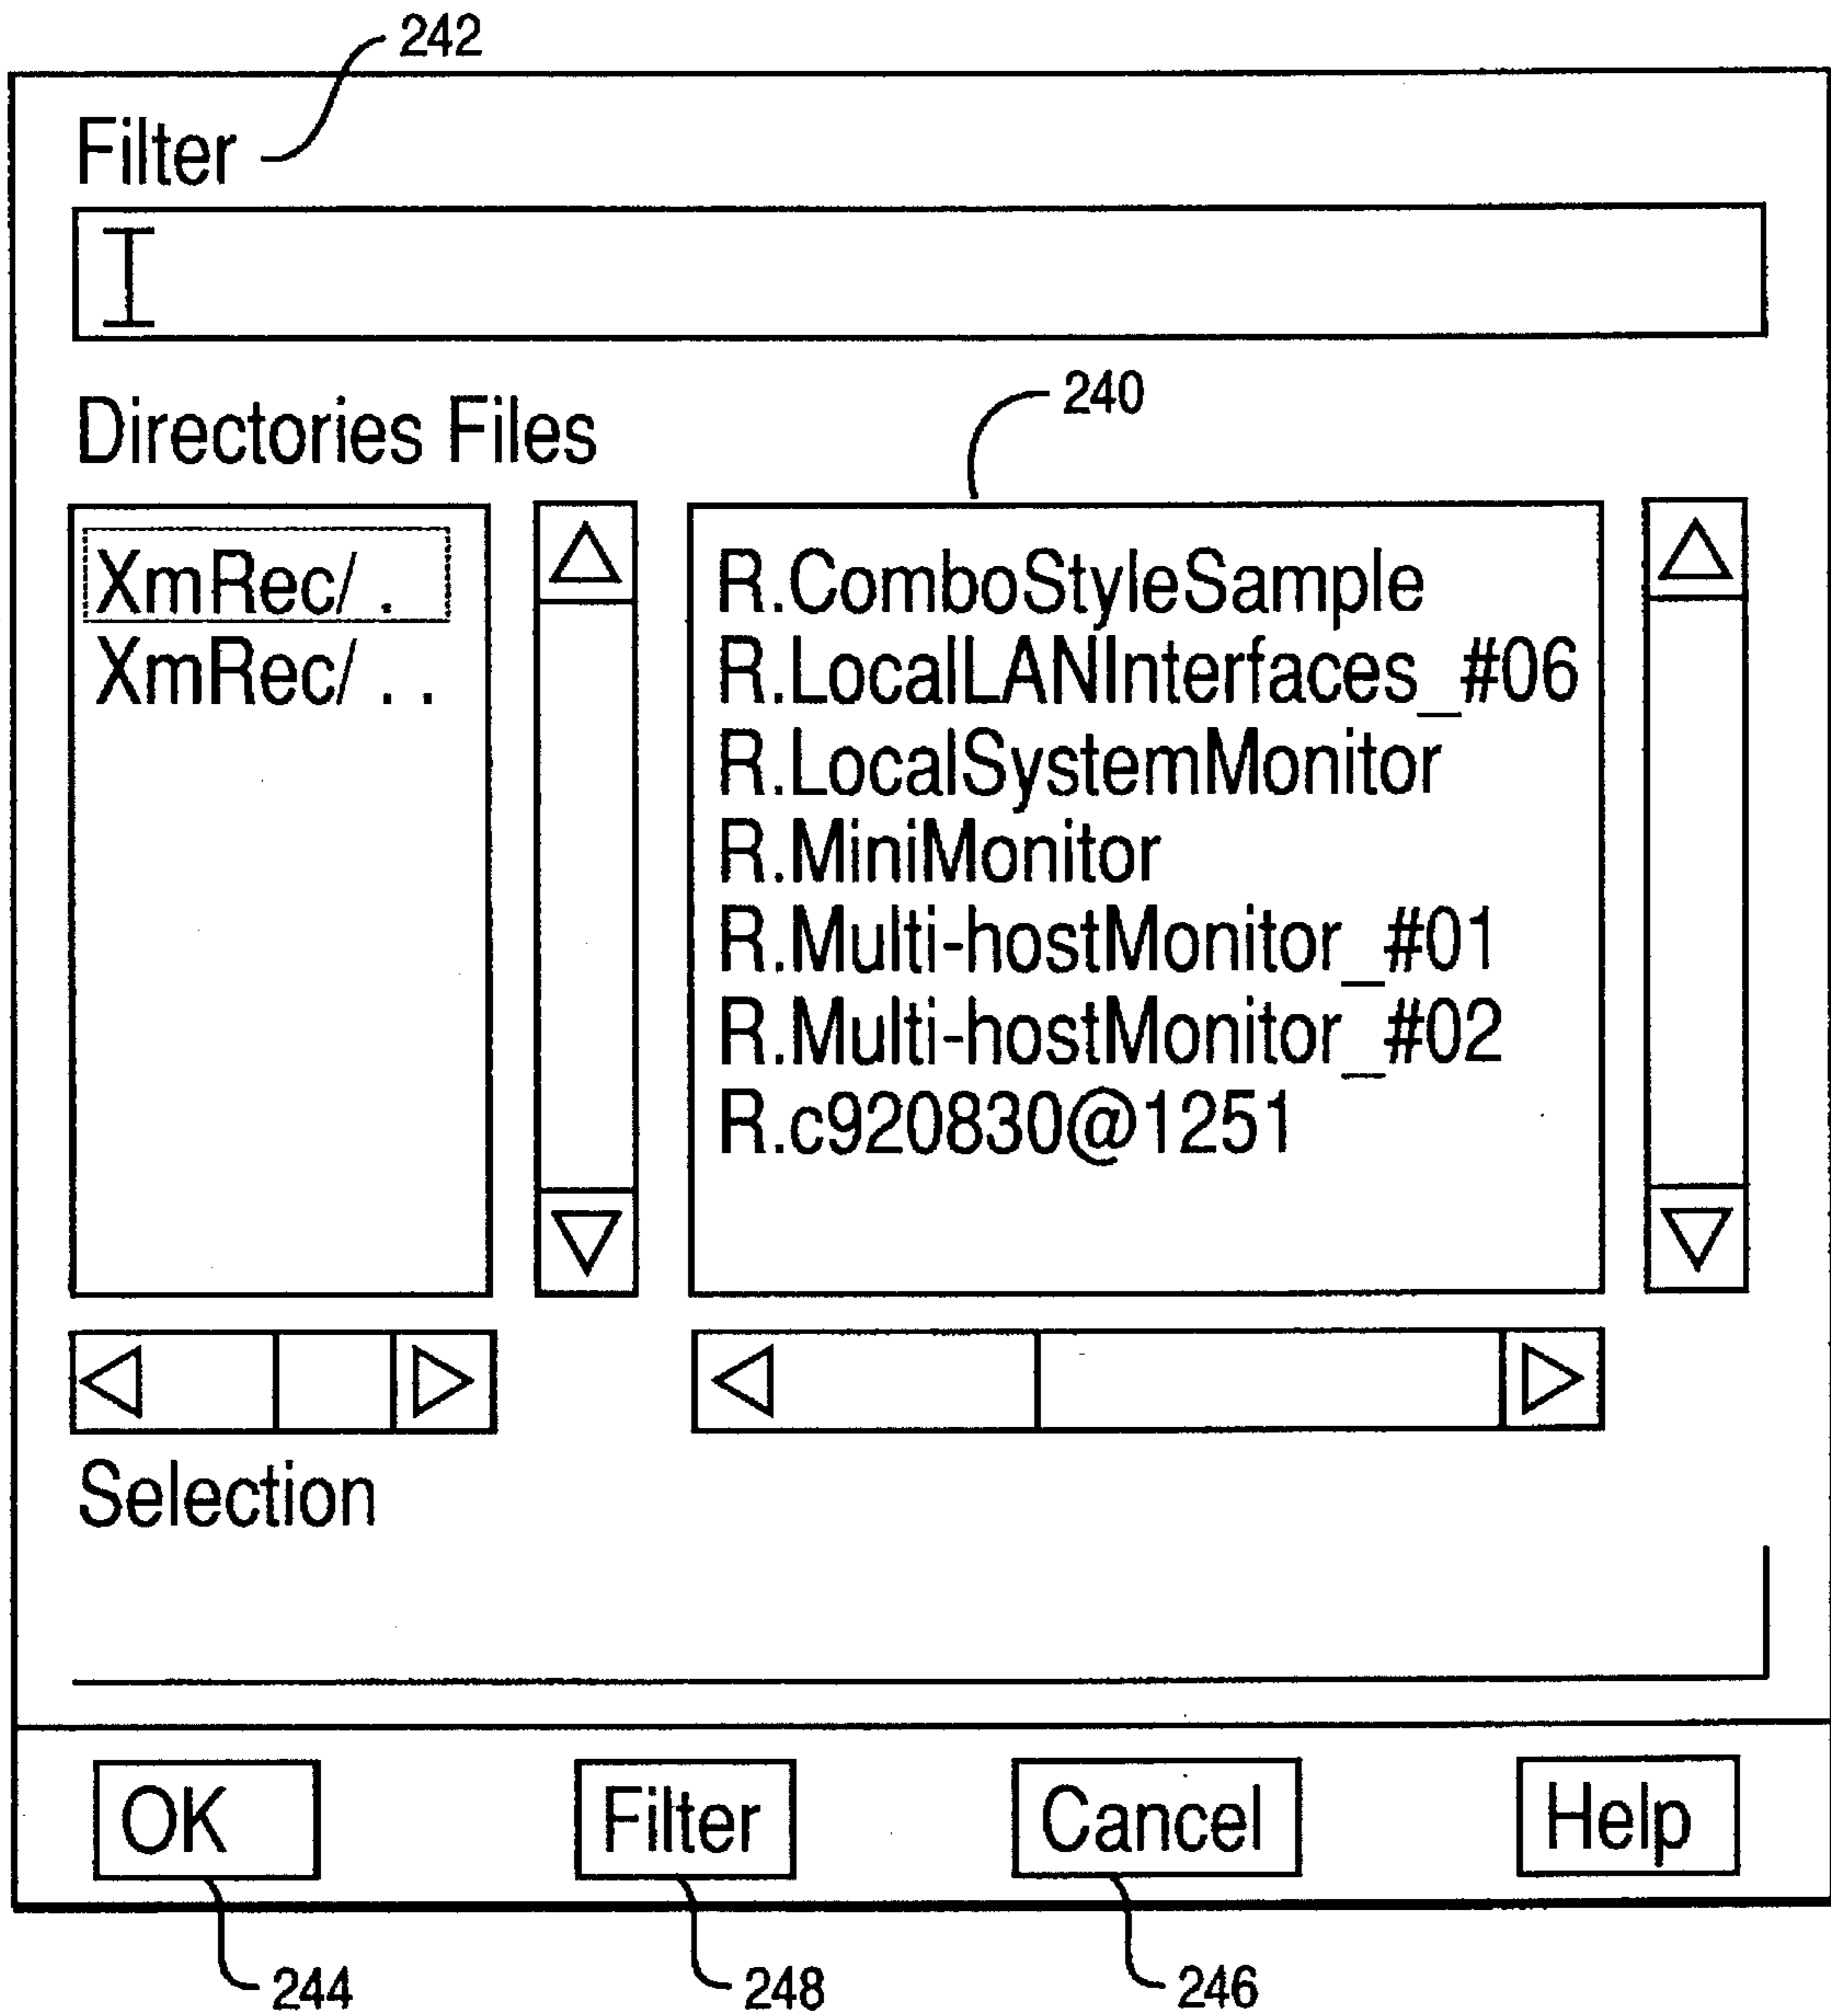 242
Filter
Directories Files
240
XmRec/ .
XmRec/ . .
R.ComboStyleSample
R.LocalLANInterfaces_#06
R.LocalSystemMonitor
R.MiniMonitor
R.Multi-hostMonitor_#01
R.Multi-hostMonitor_#02
R.c920830@1251
Selection
OK Filter Cancel Help
244 248 246